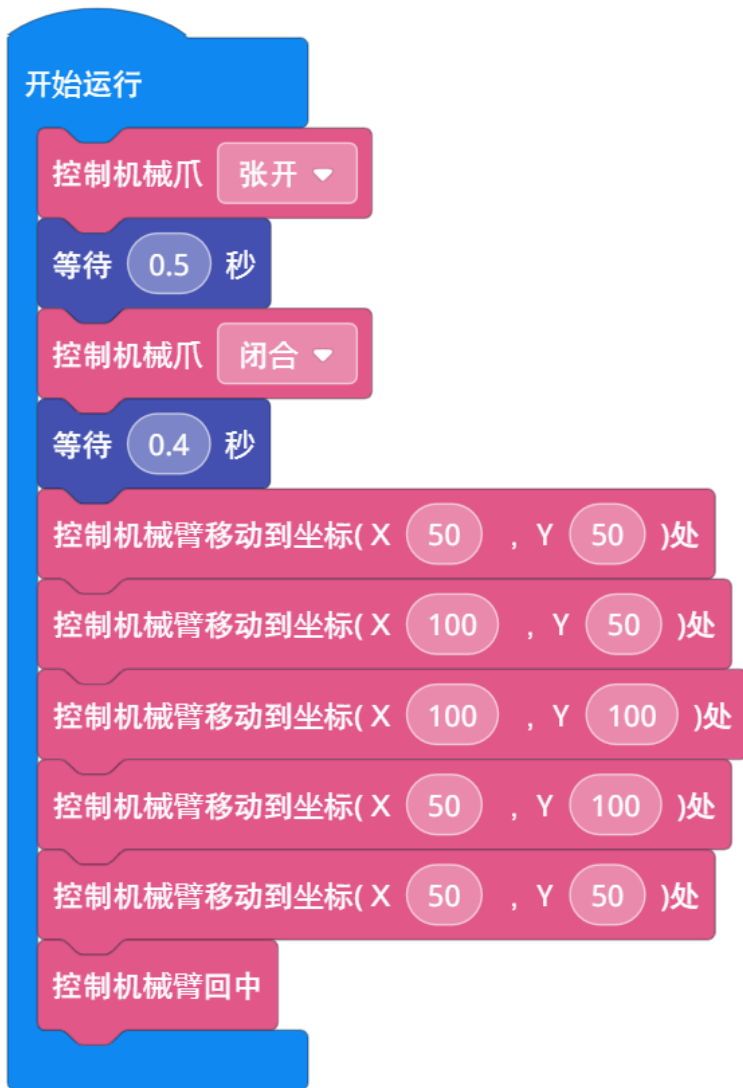 开始运行
控制机械爪 张开
等待 0.5 秒
控制机械爪 闭合
等待 0.4 秒
控制机械臂移动到坐标( X 50 , Y 50 )处
控制机械臂移动到坐标( X 100 , Y 50 )处
控制机械臂移动到坐标( X 100 , Y 100 )处
控制机械臂移动到坐标( X 50 , Y 100 )处
控制机械臂移动到坐标( X 50 , Y 50 )处
控制机械臂回中